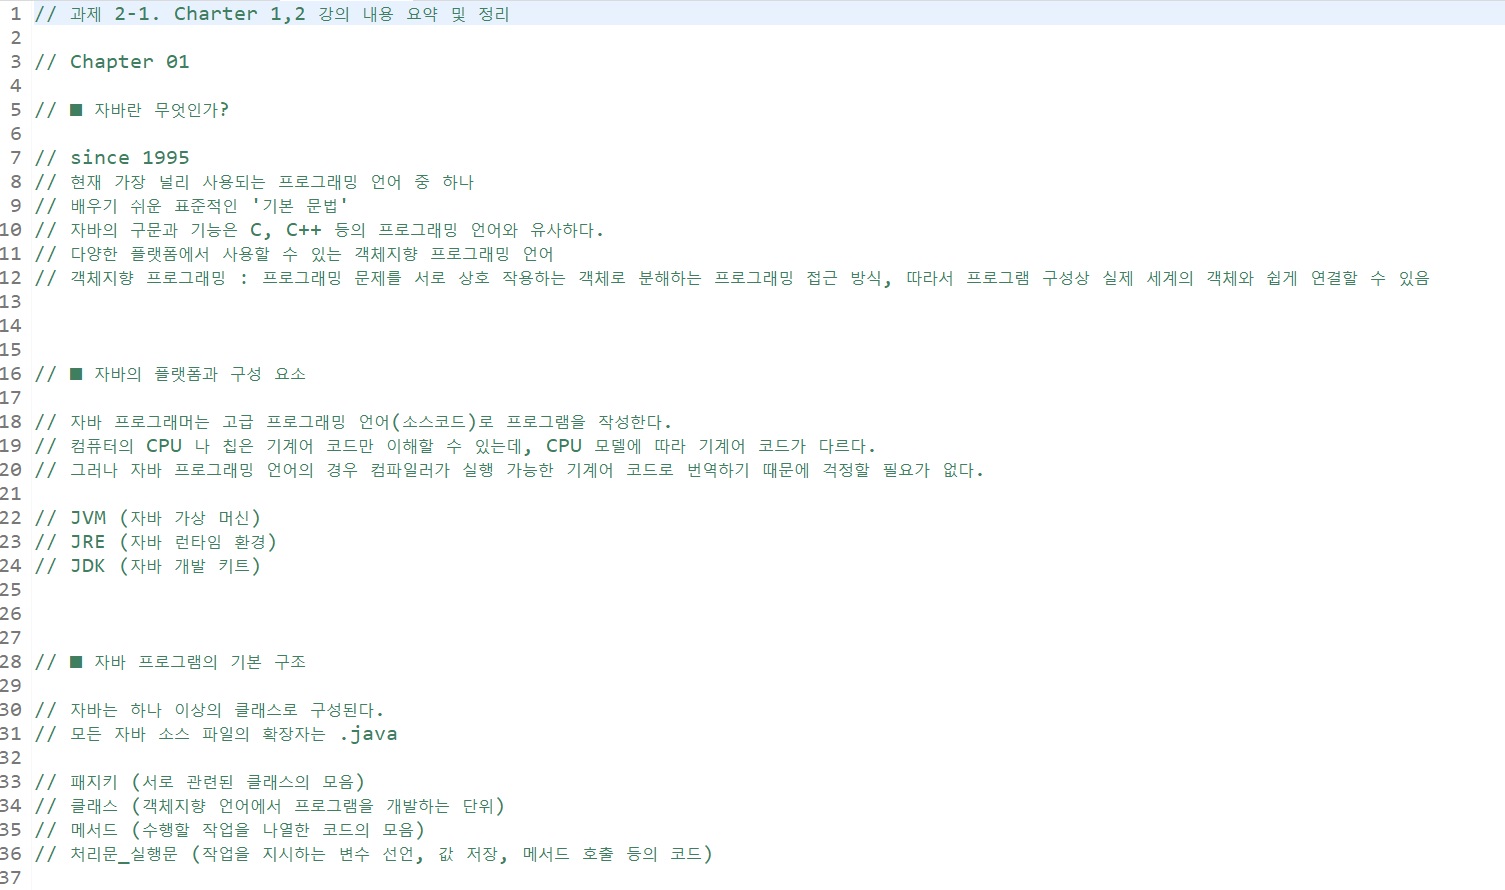 1 // 과제 2-1. Charter 1,2 강의 내용 요약 및 정리
2
3 // Chapter 01
4
5 // ■ 자바란 무엇인가?
6
7 // since 1995
8 // 현재 가장 널리 사용되는 프로그래밍 언어 중 하나
9 // 배우기 쉬운 표준적인 '기본 문법'
10 // 자바의 구문과 기능은 C, C++ 등의 프로그래밍 언어와 유사하다.
11 // 다양한 플랫폼에서 사용할 수 있는 객체지향 프로그래밍 언어
12 // 객체지향 프로그래밍 : 프로그래밍 문제를 서로 상호 작용하는 객체로 분해하는 프로그래밍 접근 방식, 따라서 프로그램 구성상 실제 세계의 객체와 쉽게 연결할 수 있음
13
14
15
16 // ■ 자바의 플랫폼과 구성 요소
17
18 // 자바 프로그래머는 고급 프로그래밍 언어(소스코드)로 프로그램을 작성한다.
19 // 컴퓨터의 CPU 나 칩은 기계어 코드만 이해할 수 있는데, CPU 모델에 따라 기계어 코드가 다르다.
20 // 그러나 자바 프로그래밍 언어의 경우 컴파일러가 실행 가능한 기계어 코드로 번역하기 때문에 걱정할 필요가 없다.
21
22 // JVM (자바 가상 머신)
23 // JRE (자바 런타임 환경)
24 // JDK (자바 개발 키트)
25
26
27
28 // ■ 자바 프로그램의 기본 구조
29
30 // 자바는 하나 이상의 클래스로 구성된다.
31 // 모든 자바 소스 파일의 확장자는 .java
32
33 // 패지키 (서로 관련된 클래스의 모음)
34 // 클래스 (객체지향 언어에서 프로그램을 개발하는 단위)
35 // 메서드 (수행할 작업을 나열한 코드의 모음)
36 // 처리문_실행문 (작업을 지시하는 변수 선언, 값 저장, 메서드 호출 등의 코드)
37